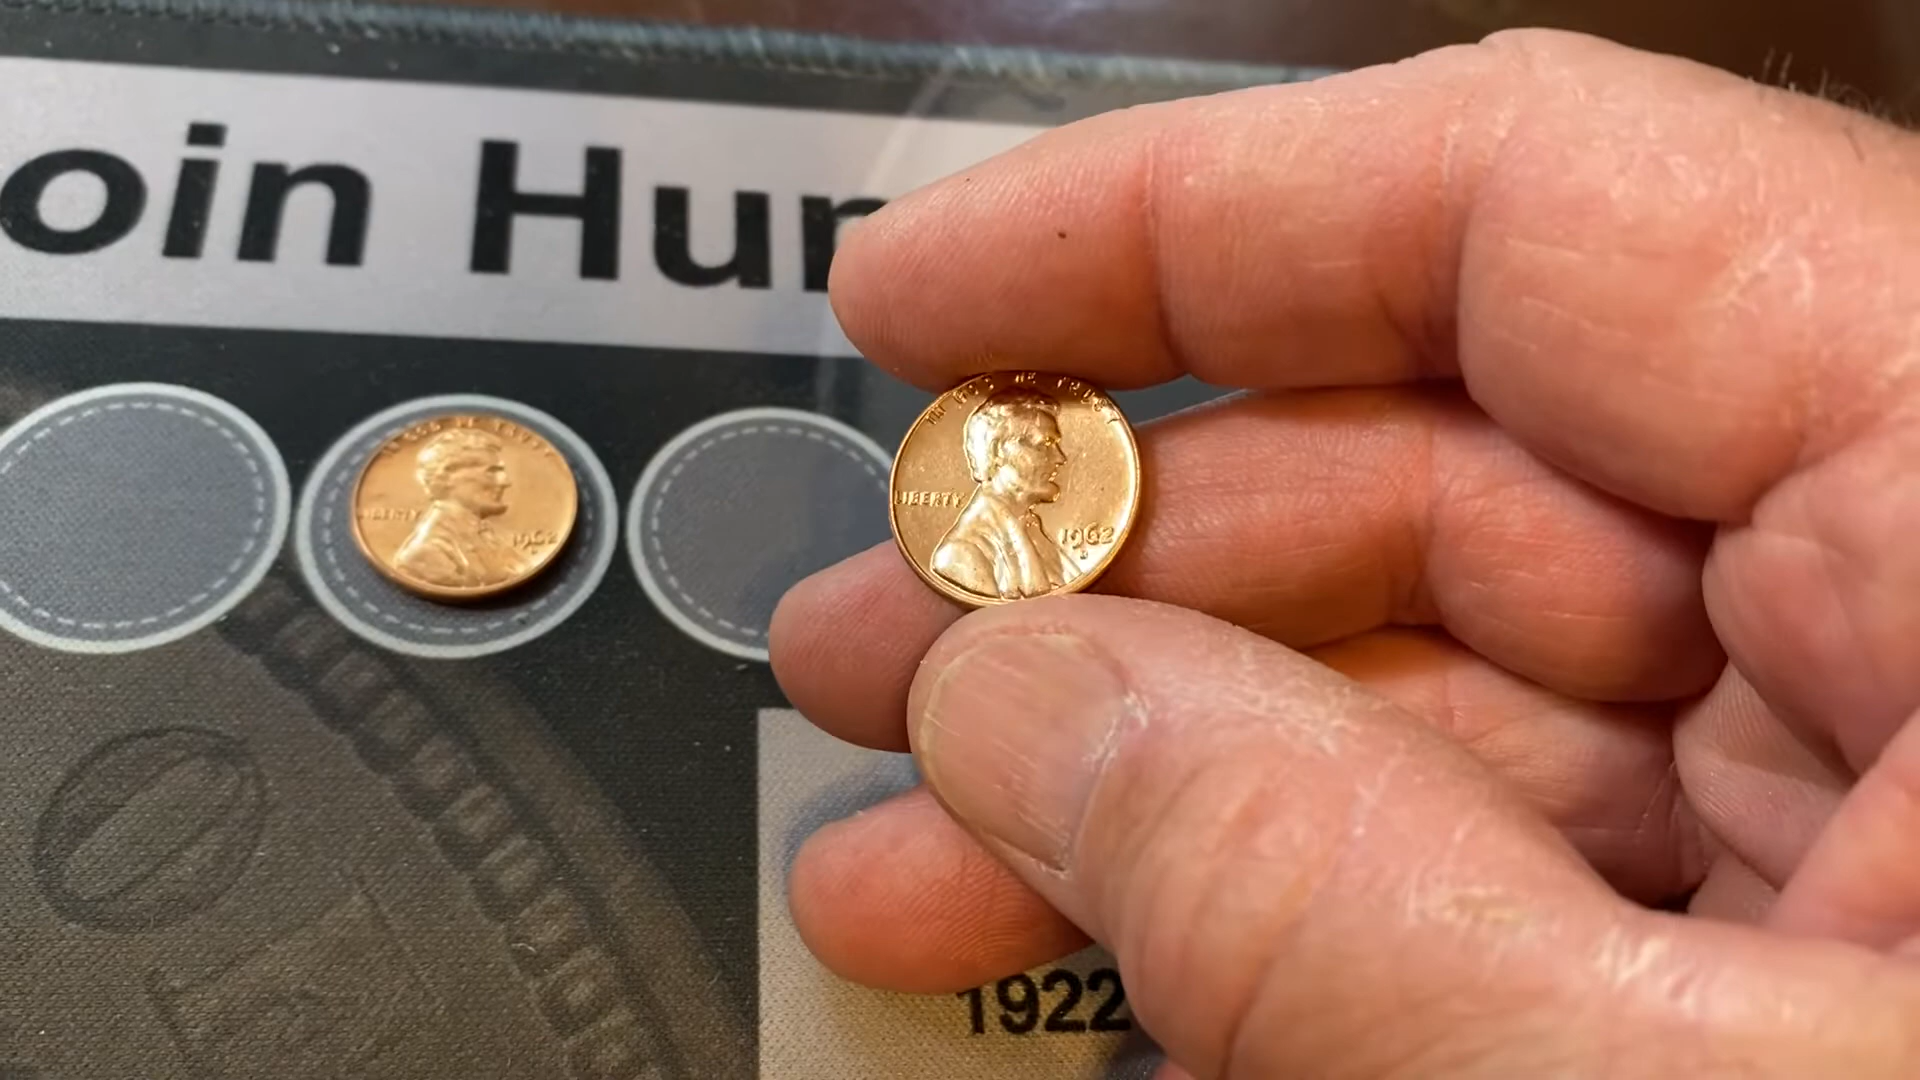 oin Hun
IN GOD WE TRUST
LIBERTY
1962
D
IN GOD WE TRUST
LIBERTY
1962
D
1922